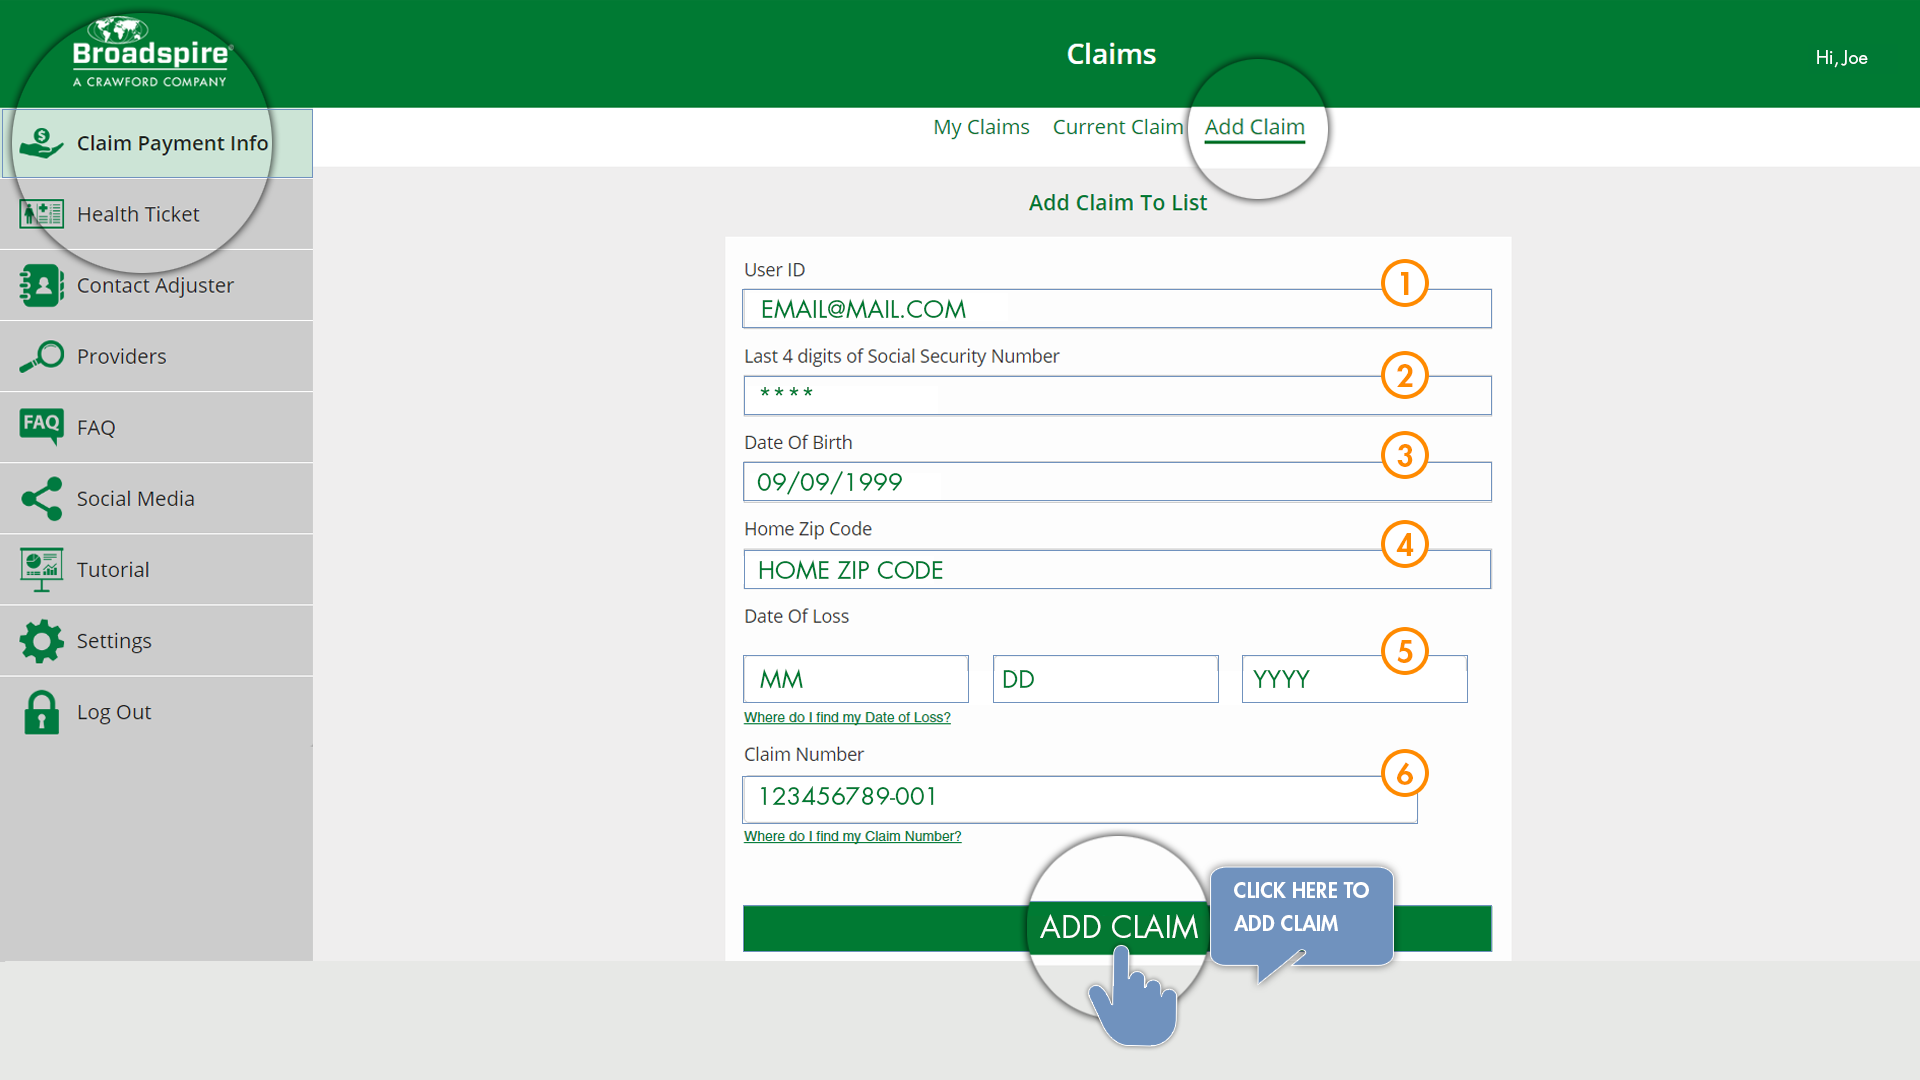 Broadspire
A CRAWFORD COMPANY
Claims
Hi, Joe
My Claims
Current Claim
Add Claim
Claim Payment Info
Health Ticket
Contact Adjuster
Providers
FAQ
FAQ
Social Media
Tutorial
Settings
Log Out
Add Claim To List
User ID
1
EMAIL@MAIL.COM
Last 4 digits of Social Security Number
2
****
Date Of Birth
3
09/09/1999
Home Zip Code
4
HOME ZIP CODE
Date Of Loss
5
MM
DD
YYYY
Where do I find my Date of Loss?
Claim Number
6
123456789-001
Where do I find my Claim Number?
ADD CLAIM
CLICK HERE TO
ADD CLAIM